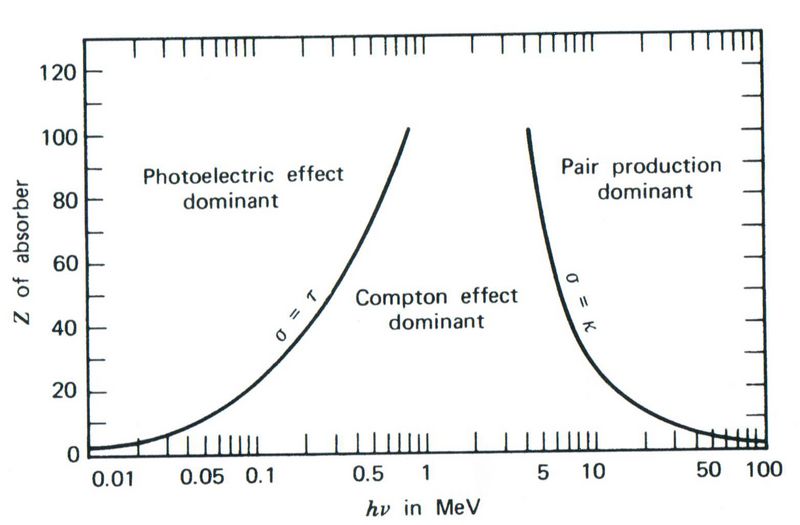 120
100
80
60
40
20
0
Z of absorber
Photoelectric effect
dominant
σ = τ
Compton effect
dominant
σ = κ
Pair production
dominant
0.01 0.05 0.1 0.5 1 5 10 50 100
hν in MeV